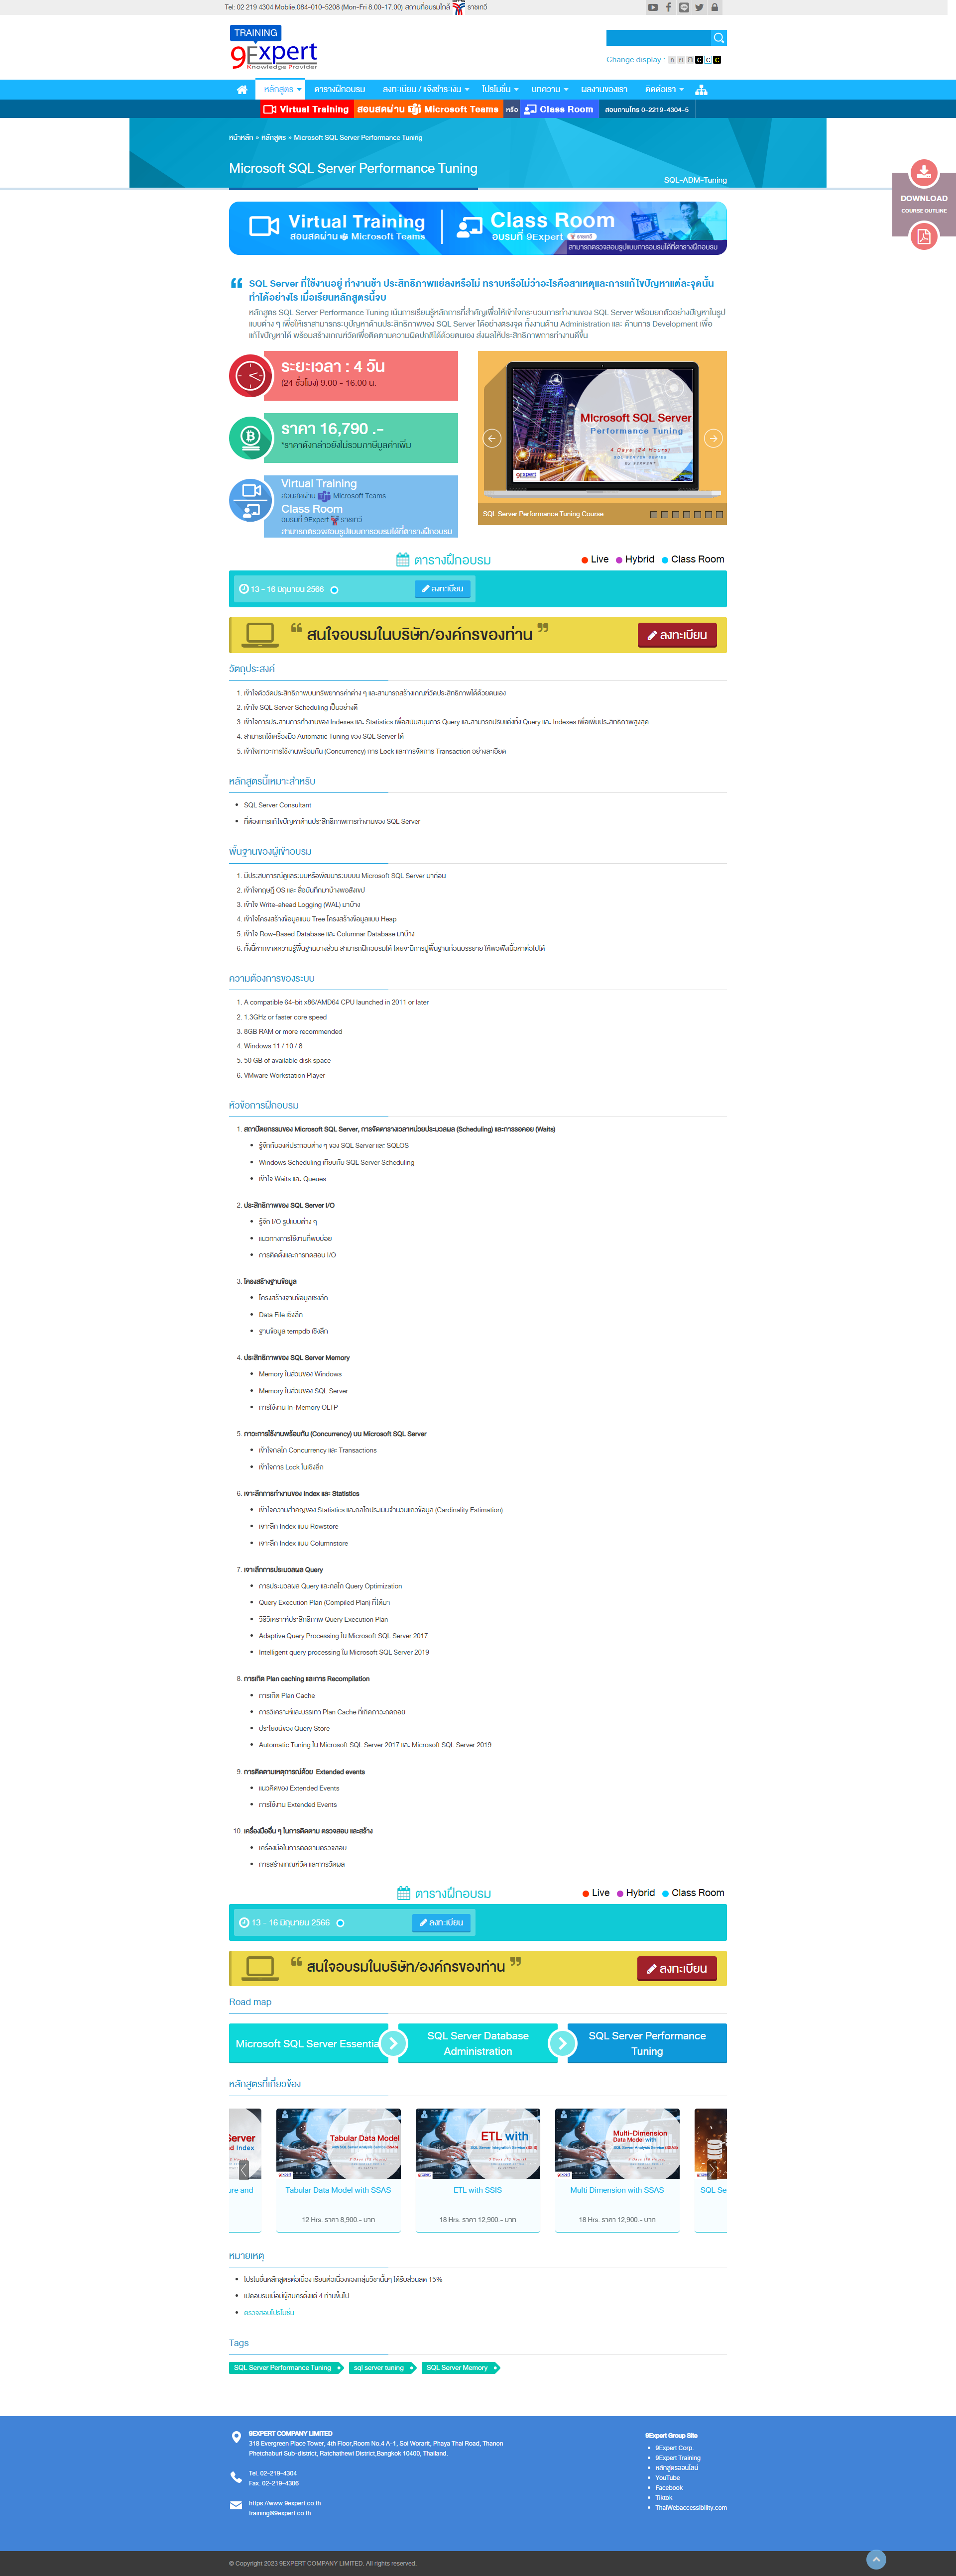 Tel: 02 219 4304 Moblie:084-010-5208 (Mon-Fri 8.00-17.00) สถานที่อบรมใกล้ ราชเทวี
TRAINING
9Expert
Knowledge Provider
Change display :
หลักสูตร
ตารางฝึกอบรม
ลงทะเบียน / แจ้งชำระเงิน
โปรโมชั่น
บทความ
ผลงานของเรา
ติดต่อเรา
Virtual Training สอนสดผ่าน Microsoft Teams หรือ Class Room สอบถามโทร 0-2219-4304-5
หน้าหลัก » หลักสูตร » Microsoft SQL Server Performance Tuning
Microsoft SQL Server Performance Tuning
SQL-ADM-Tuning
DOWNLOAD
COURSE OUTLINE
Virtual Training
สอนสดผ่าน Microsoft Teams
Class Room
อบรมที่ 9Expert ราชเทวี
สามารถตรวจสอบรูปแบบการอบรมได้ที่ตารางฝึกอบรม
SQL Server ที่ใช้งานอยู่ ทำงานช้า ประสิทธิภาพแย่ลงหรือไม่ ทราบหรือไม่ว่าอะไรคือสาเหตุและการแก้ไขปัญหาแต่ละจุดนั้น
ทำได้อย่างไร เมื่อเรียนหลักสูตรนี้จบ
หลักสูตร SQL Server Performance Tuning เน้นการเรียนรู้หลักการที่สำคัญเพื่อให้เข้าใจกระบวนการทำงานของ SQL Server พร้อมยกตัวอย่างปัญหาในรูป
แบบต่าง ๆ เพื่อให้เราสามารถระบุปัญหาด้านประสิทธิภาพของ SQL Server ได้อย่างตรงจุด ทั้งงานด้าน Administration และ ด้านการ Development เพื่อ
แก้ไขปัญหาได้ พร้อมสร้างเกณฑ์วัดเพื่อติดตามความผิดปกติได้ด้วยตนเอง ส่งผลให้ประสิทธิภาพการทำงานดีขึ้น
ระยะเวลา : 4 วัน
(24 ชั่วโมง) 9.00 - 16.00 น.
ราคา 16,790 .-
*ราคาดังกล่าวยังไม่รวมภาษีมูลค่าเพิ่ม
Virtual Training
สอนสดผ่าน Microsoft Teams
Class Room
อบรมที่ 9Expert ราชเทวี
สามารถตรวจสอบรูปแบบการอบรมได้ที่ตารางฝึกอบรม
Microsoft SQL Server
Performance Tuning
4 Days (24 Hours)
SQL SERVER SERIES
BY 9EXPERT
SQL Server Performance Tuning Course
ตารางฝึกอบรม
Live Hybrid Class Room
13 - 16 มิถุนายน 2566
ลงทะเบียน
สนใจอบรมในบริษัท/องค์กรของท่าน
ลงทะเบียน
วัตถุประสงค์
1. เข้าใจตัววัดประสิทธิภาพบนทรัพยากรค่าต่าง ๆ และสามารถสร้างเกณฑ์วัดประสิทธิภาพได้ด้วยตนเอง
2. เข้าใจ SQL Server Scheduling เป็นอย่างดี
3. เข้าใจการประสานการทำงานของ Indexes และ Statistics เพื่อสนับสนุนการ Query และสามารถปรับแต่งทั้ง Query และ Indexes เพื่อเพิ่มประสิทธิภาพสูงสุด
4. สามารถใช้เครื่องมือ Automatic Tuning ของ SQL Server ได้
5. เข้าใจภาวะการใช้งานพร้อมกัน (Concurrency) การ Lock และการจัดการ Transaction อย่างละเอียด
หลักสูตรนี้เหมาะสำหรับ
SQL Server Consultant
ที่ต้องการแก้ไขปัญหาด้านประสิทธิภาพการทำงานของ SQL Server
พื้นฐานของผู้เข้าอบรม
1. มีประสบการณ์ดูแลระบบหรือพัฒนาระบบบน Microsoft SQL Server มาก่อน
2. เข้าใจทฤษฎี OS และ สื่อบันทึกมาบ้างพอสังเขป
3. เข้าใจ Write-ahead Logging (WAL) มาบ้าง
4. เข้าใจโครงสร้างข้อมูลแบบ Tree โครงสร้างข้อมูลแบบ Heap
5. เข้าใจ Row-Based Database และ Columnar Database มาบ้าง
6. ทั้งนี้หากขาดความรู้พื้นฐานบางส่วน สามารถฝึกอบรมได้ โดยจะมีการปูพื้นฐานก่อนบรรยาย ให้พอฟังเนื้อหาต่อไปได้
ความต้องการของระบบ
1. A compatible 64-bit x86/AMD64 CPU launched in 2011 or later
2. 1.3GHz or faster core speed
3. 8GB RAM or more recommended
4. Windows 11 / 10 / 8
5. 50 GB of available disk space
6. VMware Workstation Player
หัวข้อการฝึกอบรม
1. สถาปัตยกรรมของ Microsoft SQL Server, การจัดตารางเวลาหน่วยประมวลผล (Scheduling) และการรอคอย (Waits)
รู้จักกับองค์ประกอบต่าง ๆ ของ SQL Server และ SQLOS
Windows Scheduling เทียบกับ SQL Server Scheduling
เข้าใจ Waits และ Queues
2. ประสิทธิภาพของ SQL Server I/O
รู้จัก I/O รูปแบบต่าง ๆ
แนวทางการใช้งานที่พบบ่อย
การติดตั้งและการทดสอบ I/O
3. โครงสร้างฐานข้อมูล
โครงสร้างฐานข้อมูลเชิงลึก
Data File เชิงลึก
ฐานข้อมูล tempdb เชิงลึก
4. ประสิทธิภาพของ SQL Server Memory
Memory ในส่วนของ Windows
Memory ในส่วนของ SQL Server
การใช้งาน In-Memory OLTP
5. ภาวะการใช้งานพร้อมกัน (Concurrency) บน Microsoft SQL Server
เข้าใจกลไก Concurrency และ Transactions
เข้าใจการ Lock ในเชิงลึก
6. เจาะลึกการทำงานของ Index และ Statistics
เข้าใจความสำคัญของ Statistics และกลไกประเมินจำนวนแถวข้อมูล (Cardinality Estimation)
เจาะลึก Index แบบ Rowstore
เจาะลึก Index แบบ Columnstore
7. เจาะลึกการประมวลผล Query
การประมวลผล Query และกลไก Query Optimization
Query Execution Plan (Compiled Plan) ที่ได้มา
วิธีวิเคราะห์ประสิทธิภาพ Query Execution Plan
Adaptive Query Processing ใน Microsoft SQL Server 2017
Intelligent query processing ใน Microsoft SQL Server 2019
8. การเกิด Plan caching และการ Recompilation
การเกิด Plan Cache
การวิเคราะห์และบรรเทา Plan Cache ที่เกิดภาวะถดถอย
ประโยชน์ของ Query Store
Automatic Tuning ใน Microsoft SQL Server 2017 และ Microsoft SQL Server 2019
9. การติดตามเหตุการณ์ด้วย Extended events
แนวคิดของ Extended Events
การใช้งาน Extended Events
10. เครื่องมืออื่น ๆ ในการติดตาม ตรวจสอบ และสร้าง
เครื่องมือในการติดตามตรวจสอบ
การสร้างเกณฑ์วัด และการวัดผล
ตารางฝึกอบรม
Live Hybrid Class Room
13 - 16 มิถุนายน 2566
ลงทะเบียน
สนใจอบรมในบริษัท/องค์กรของท่าน
ลงทะเบียน
Road map
Microsoft SQL Server Essential
SQL Server Database
Administration
SQL Server Performance
Tuning
หลักสูตรที่เกี่ยวข้อง
Tabular Data Model
ETL with
Multi-Dimension
Data Model with
ure and
Tabular Data Model with SSAS
ETL with SSIS
Multi Dimension with SSAS
SQL Se
12 Hrs. ราคา 8,900.- บาท
18 Hrs. ราคา 12,900.- บาท
18 Hrs. ราคา 12,900.- บาท
หมายเหตุ
โปรโมชั่นหลักสูตรต่อเนื่อง เรียนต่อเนื่องของกลุ่มวิชานั้นๆ ได้รับส่วนลด 15%
เปิดอบรมเมื่อมีผู้สมัครตั้งแต่ 4 ท่านขึ้นไป
ตรวจสอบโปรโมชั่น
Tags
SQL Server Performance Tuning
sql server tuning
SQL Server Memory
9EXPERT COMPANY LIMITED
318 Evergreen Place Tower, 4th Floor,Room No.4 A-1, Soi Worarit, Phaya Thai Road, Thanon
Phetchaburi Sub-district, Ratchathewi District,Bangkok 10400, Thailand.
Tel. 02-219-4304
Fax. 02-219-4306
https://www.9expert.co.th
training@9expert.co.th
9Expert Group Site
9Expert Corp.
9Expert Training
หลักสูตรออนไลน์
YouTube
Facebook
Tiktok
ThaiWebaccessibility.com
© Copyright 2023 9EXPERT COMPANY LIMITED. All rights reserved.